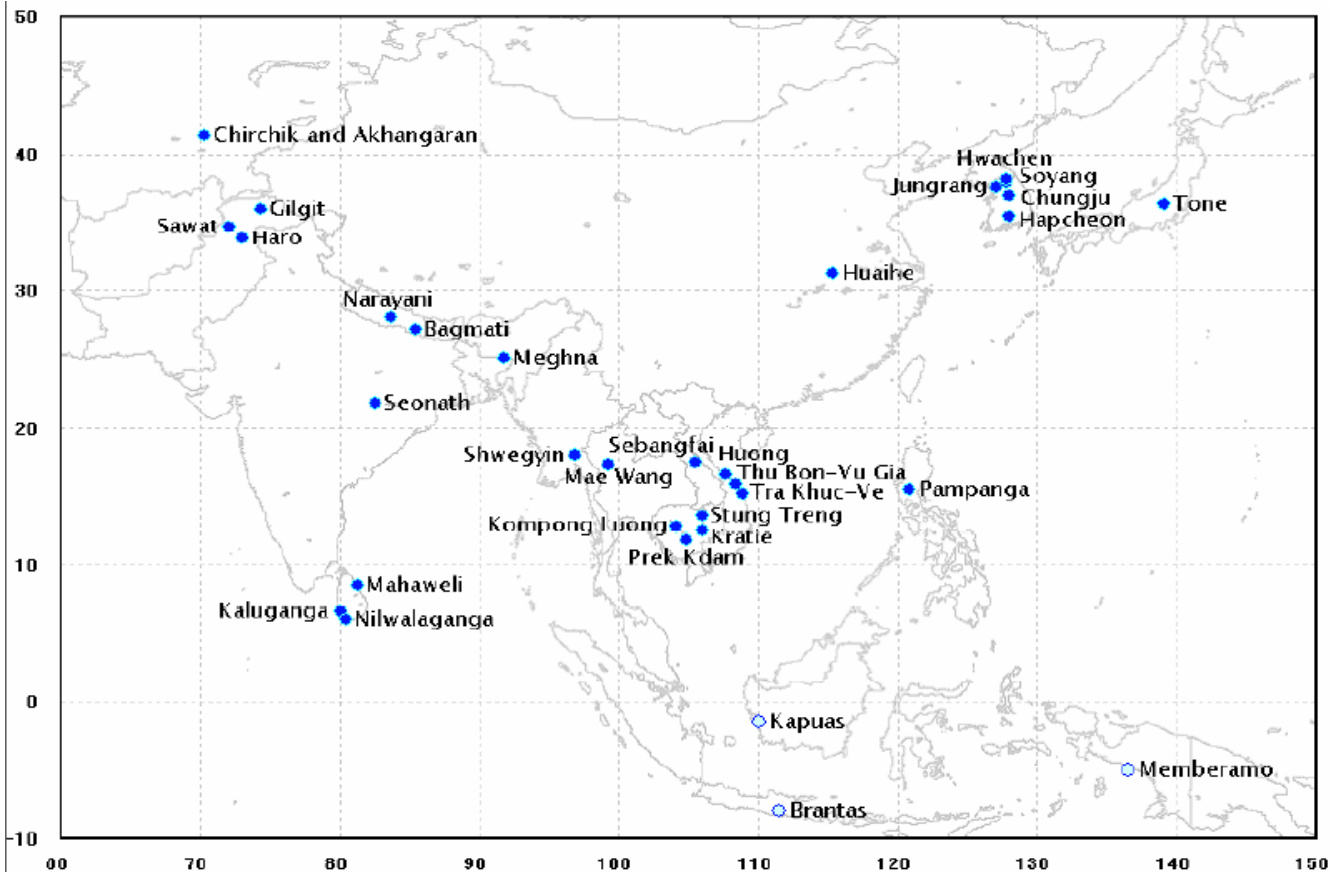 50
Chirchik and Akhangaran
40
Hwachen
Soyang
Jungrang
Chungju
Hapcheon
Tone
Gilgit
Sawat
Haro
Huaihe
30
Narayani
Bagmati
Meghna
Seonath
20
Sebangfai
Huong
Shwegyin
Mae Wang
Thu Bon-Vu Gia
Tra Khuc-Ve
Pampanga
Stung Treng
Kompong Luong
Kratie
Prek Kdam
10
Mahaweli
Kaluganga
Nilwalaganga
0
Kapuas
Memberamo
Brantas
-10
00 70 80 90 100 110 120 130 140 150